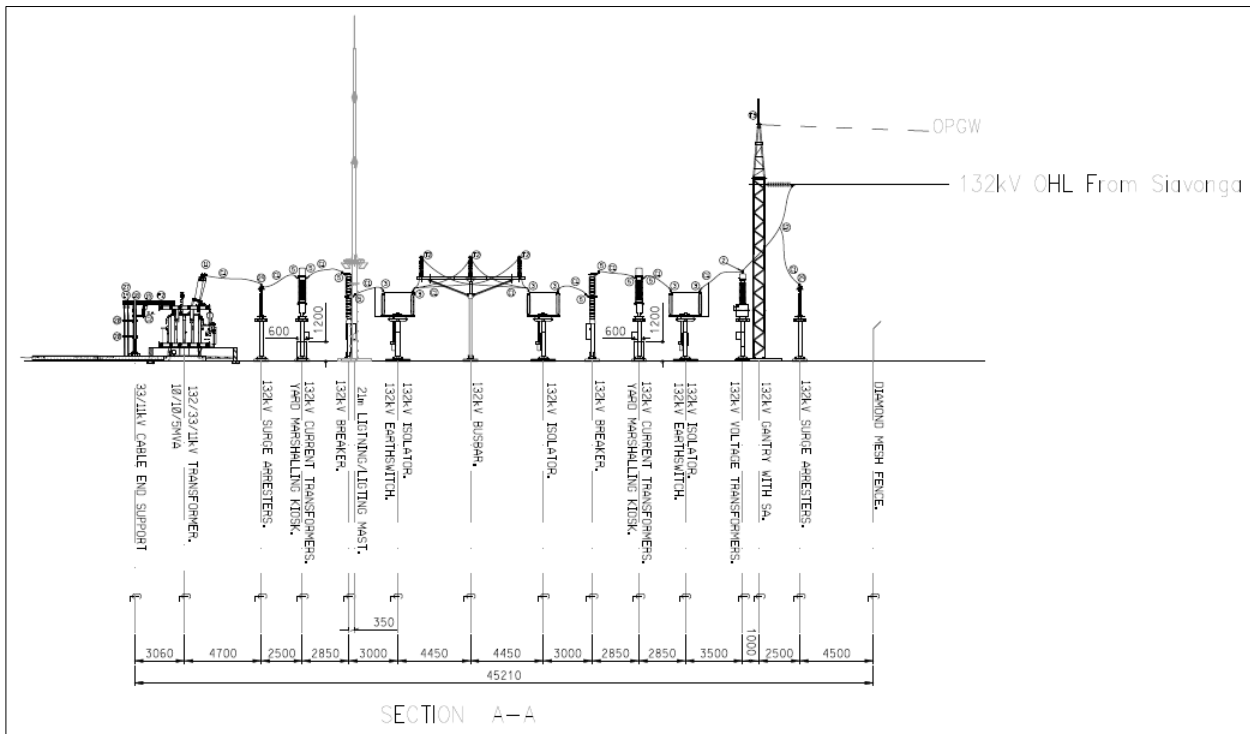 OPGW
132kV OHL From Siavonga
600
1200
600
1200
33/11kV CABLE END SUPPORT
132/33/11kV TRANSFORMER.
10/10/5MVA
132kV SURGE ARRESTERS.
132kV CURRENT TRANSFORMERS.
YARD MARSHALLING KIOSK.
132kV BREAKER.
21m LIGTNING/LIGTING MAST.
132kV ISOLATOR.
132kV EARTHSWITCH.
132kV BUSBAR.
132kV ISOLATOR.
132kV BREAKER.
132kV CURRENT TRANSFORMERS.
YARD MARSHALLING KIOSK.
132kV ISOLATOR.
132kV EARTHSWITCH.
132kV VOLTAGE TRANSFORMERS.
132kV GANTRY WITH SA.
132kV SURGE ARRESTERS.
DIAMOND MESH FENCE.
350
3060 4700 2500 2850 3000 4450 4450 3000 2850 2850 3500 1000 2500 4500
45210
SECTION A-A